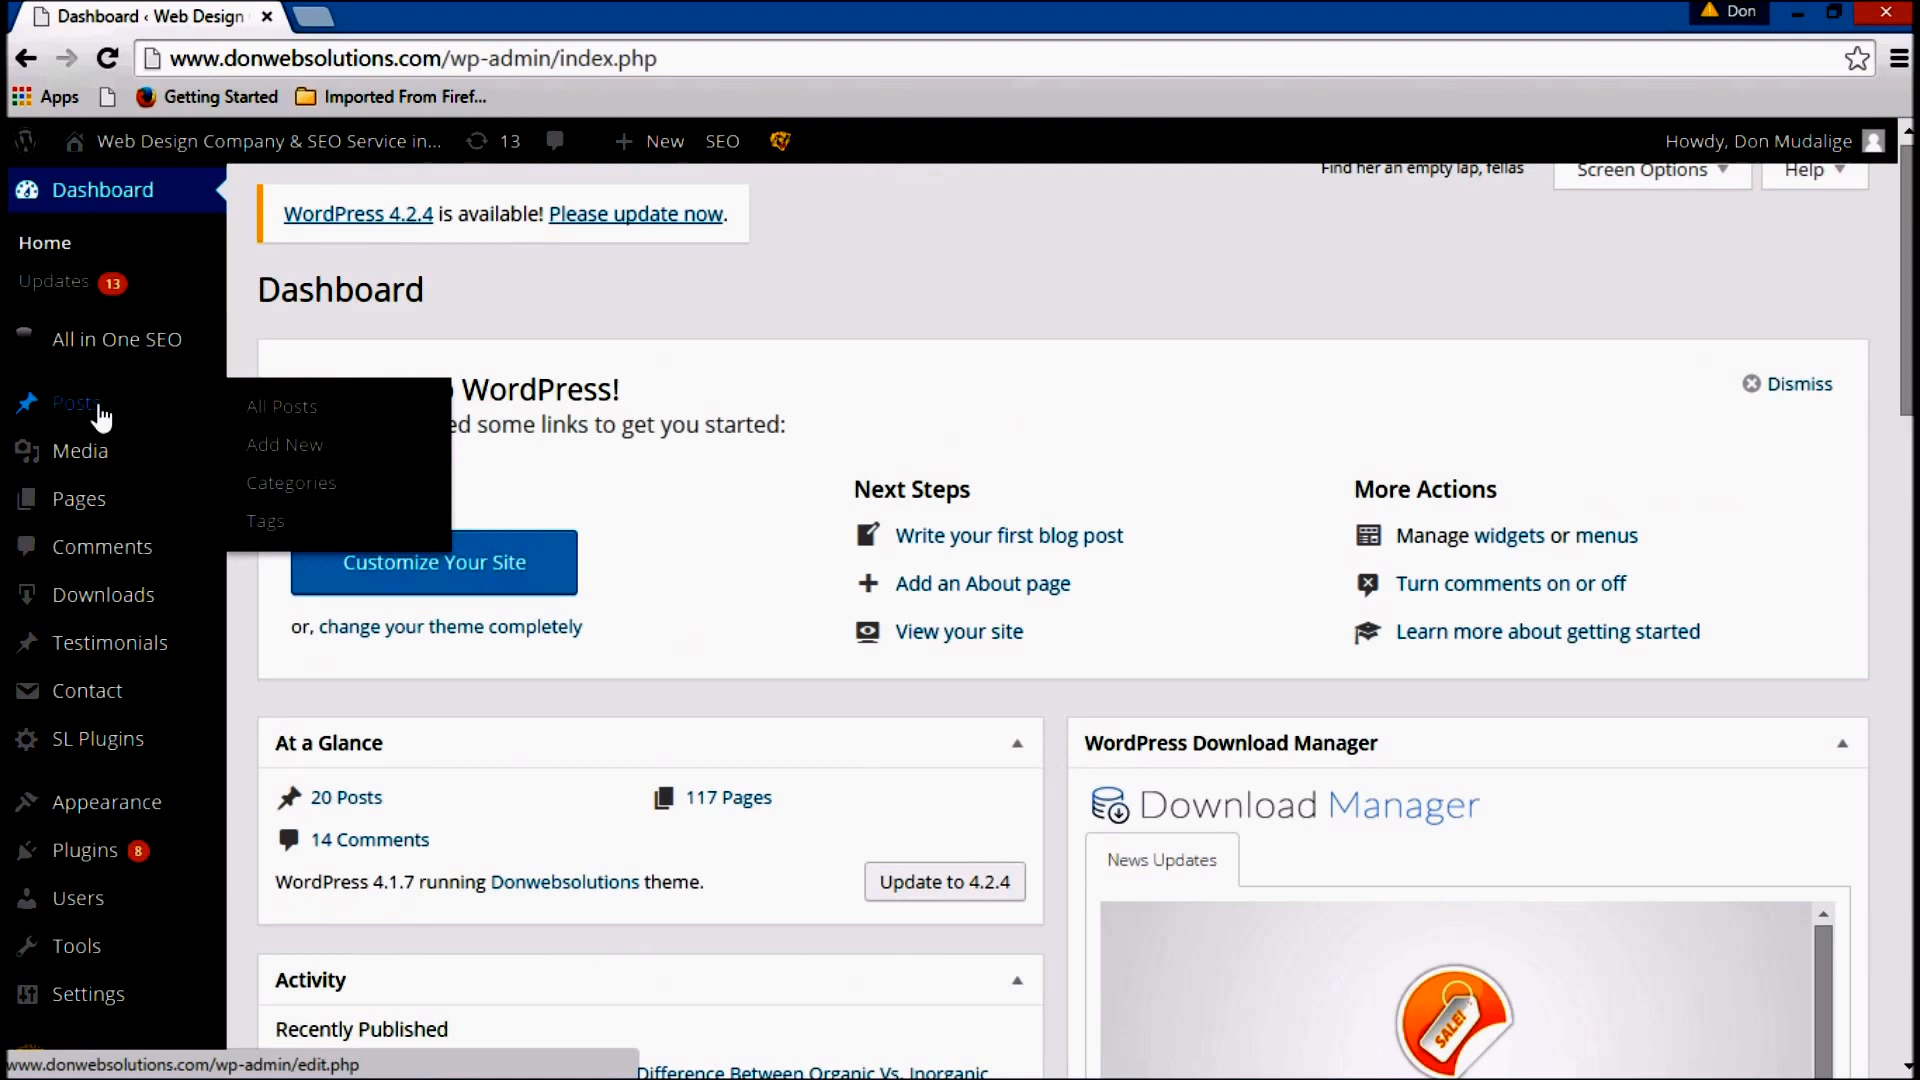 Dashboard ‹ Web Design
Don
www.donwebsolutions.com/wp-admin/index.php
Apps
Getting Started
Imported From Firef...
Web Design Company & SEO Service in...
13
New
SEO
Howdy, Don Mudalige
Dashboard
Find her an empty lap, fellas
Screen Options
Help
WordPress 4.2.4 is available! Please update now.
Home
Updates 13
Dashboard
All in One SEO
WordPress!
ed some links to get you started:
Dismiss
Posts
All Posts
Add New
Categories
Tags
Media
Pages
Comments
Downloads
Testimonials
Contact
SL Plugins
Appearance
Plugins 8
Users
Tools
Settings
Customize Your Site
or, change your theme completely
Next Steps
Write your first blog post
Add an About page
View your site
More Actions
Manage widgets or menus
Turn comments on or off
Learn more about getting started
At a Glance
20 Posts
117 Pages
14 Comments
WordPress 4.1.7 running Donwebsolutions theme.
Update to 4.2.4
WordPress Download Manager
Download Manager
News Updates
SALE!
Activity
Recently Published
Difference Between Organic Vs. Inorganic
www.donwebsolutions.com/wp-admin/edit.php